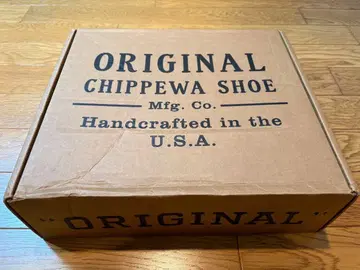 ORIGINAL
CHIPPEWA SHOE
Mfg. Co.
Handcrafted in the
U.S.A.
"ORIGINAL"